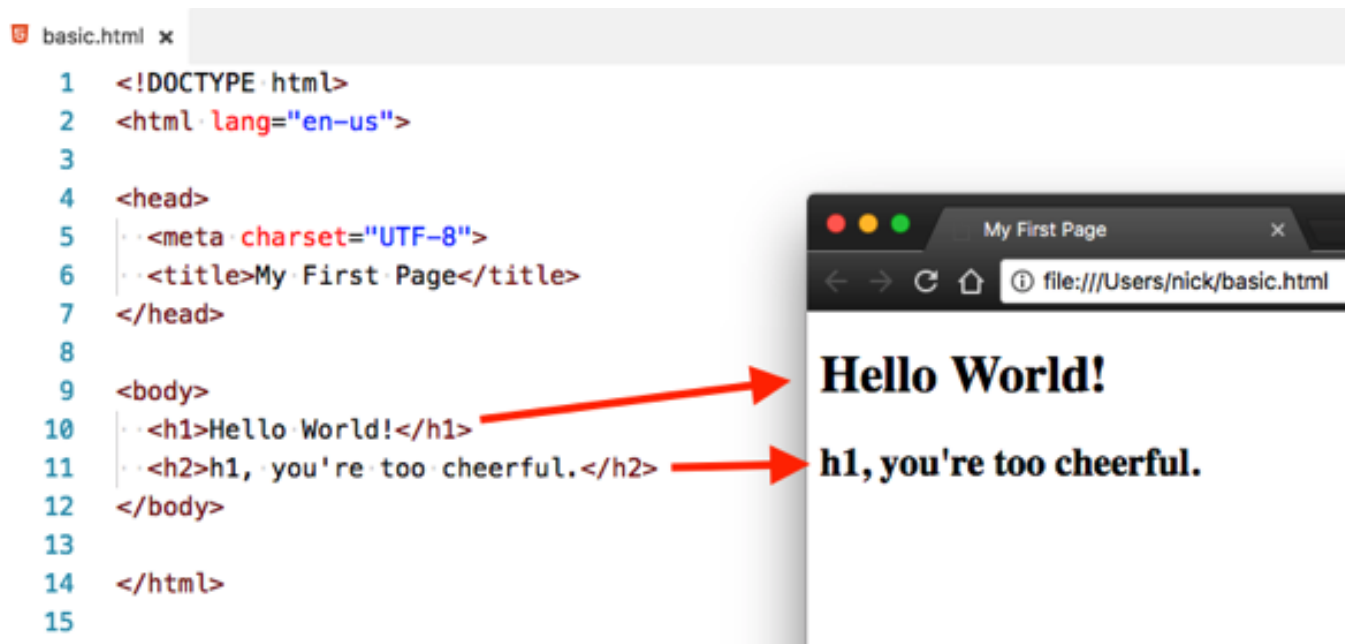 basic.html ×
1 <!DOCTYPE html>
2 <html lang="en-us">
3
4 <head>
5   <meta charset="UTF-8">
6   <title>My First Page</title>
7 </head>
8
9 <body>
10   <h1>Hello World!</h1>
11   <h2>h1, you're too cheerful.</h2>
12 </body>
13
14 </html>
15
My First Page ×
file:///Users/nick/basic.html
Hello World!
h1, you're too cheerful.